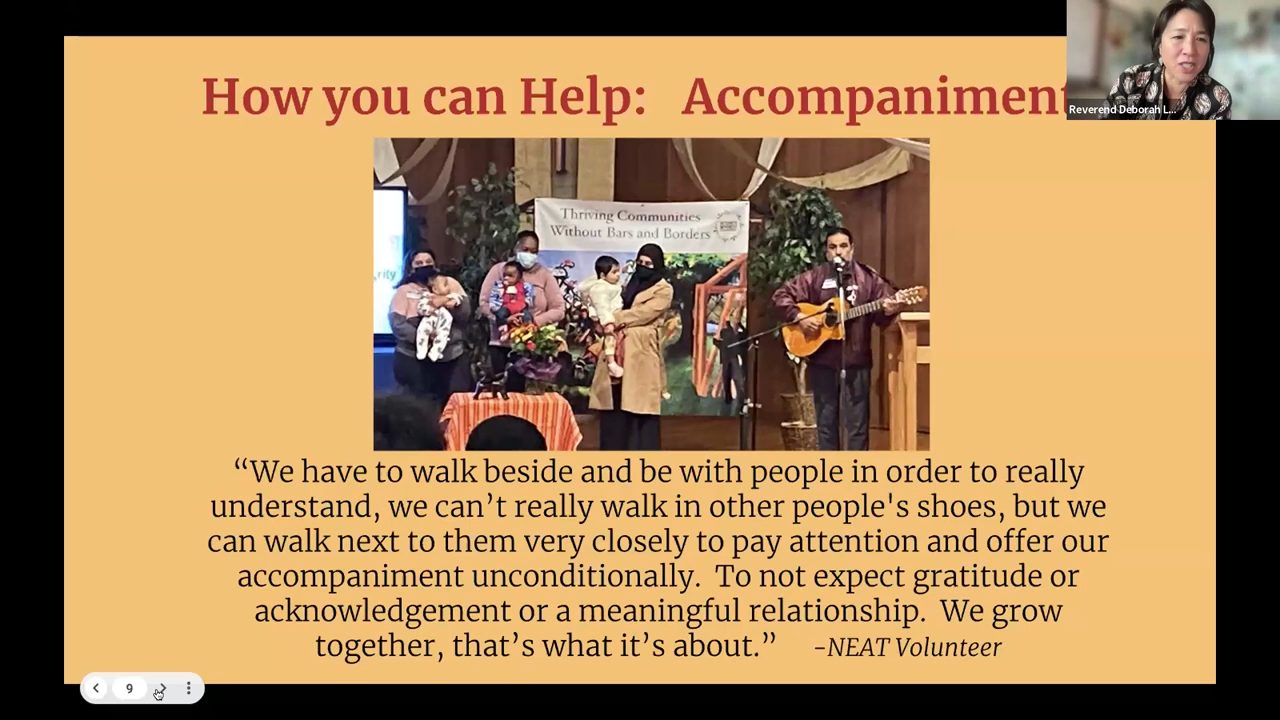 How you can Help: Accompaniment
Reverend Deborah L...
Thriving Communities
Without Bars and Borders
rity
“We have to walk beside and be with people in order to really
understand, we can’t really walk in other people's shoes, but we
can walk next to them very closely to pay attention and offer our
accompaniment unconditionally. To not expect gratitude or
acknowledgement or a meaningful relationship. We grow
together, that’s what it’s about.” -NEAT Volunteer
9